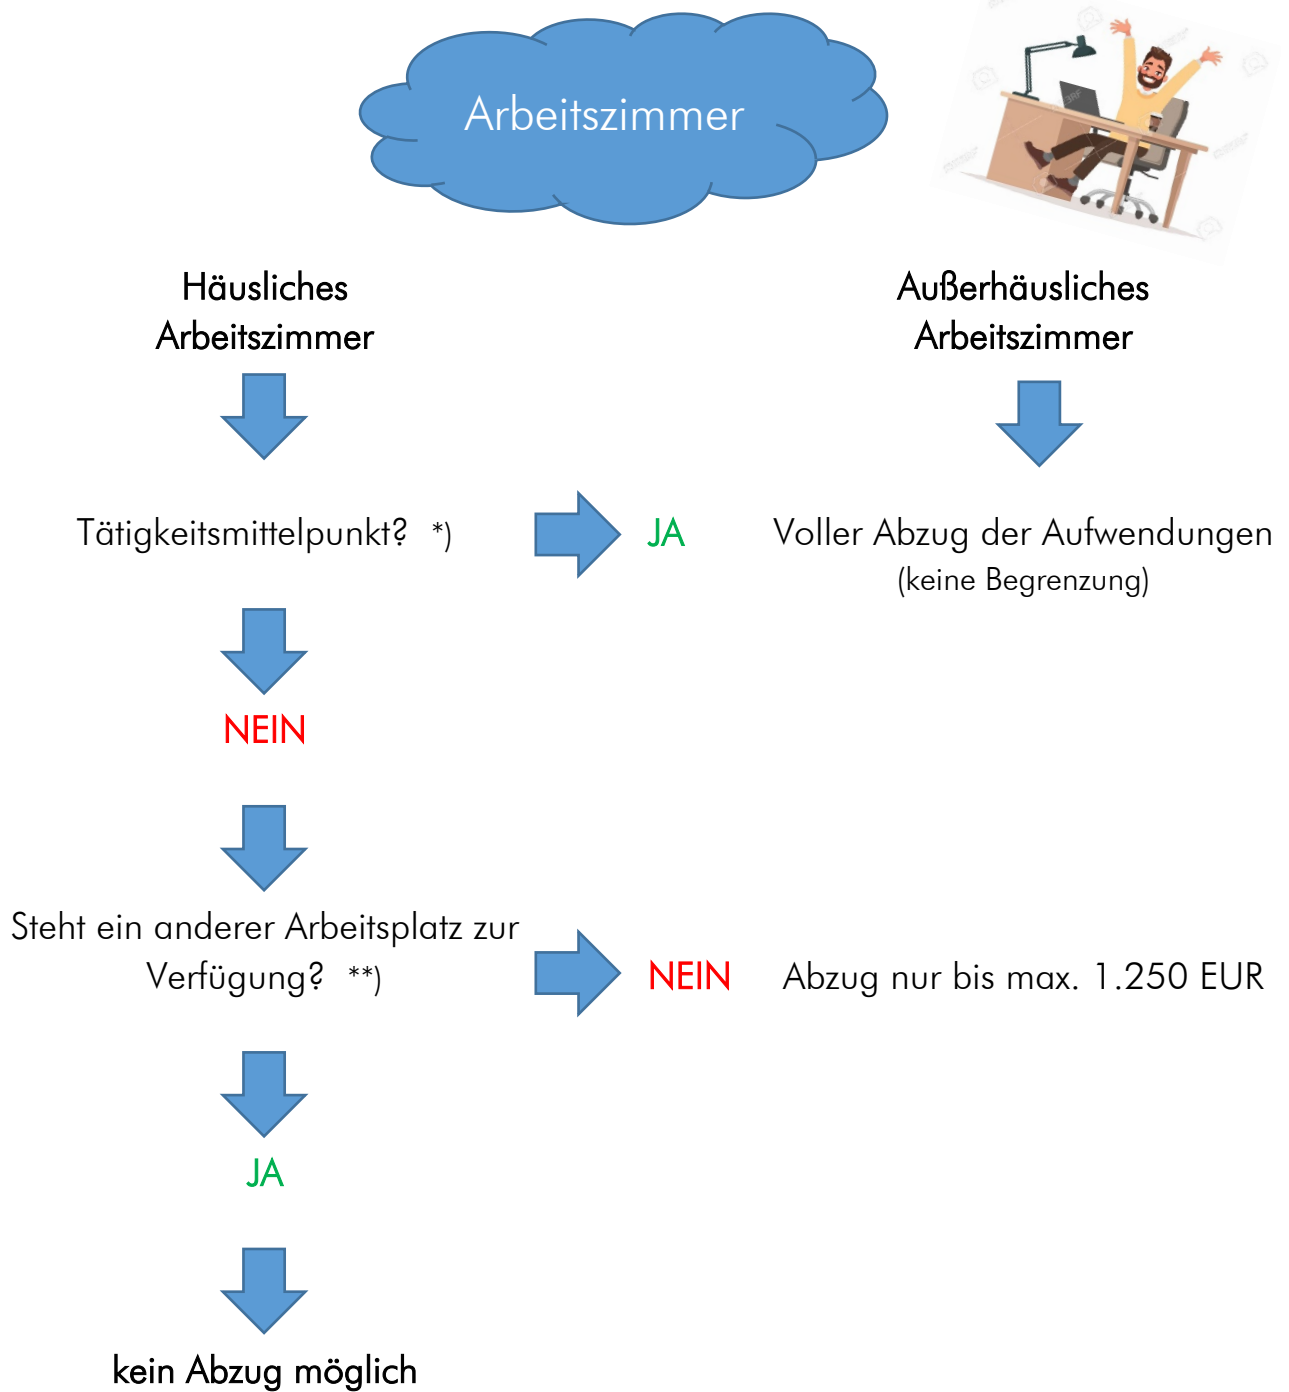 Arbeitszimmer
Häusliches
Arbeitszimmer
Außerhäusliches
Arbeitszimmer
Tätigkeitsmittelpunkt? *)
JA
Voller Abzug der Aufwendungen
(keine Begrenzung)
NEIN
Steht ein anderer Arbeitsplatz zur
Verfügung? **)
NEIN
Abzug nur bis max. 1.250 EUR
JA
kein Abzug möglich